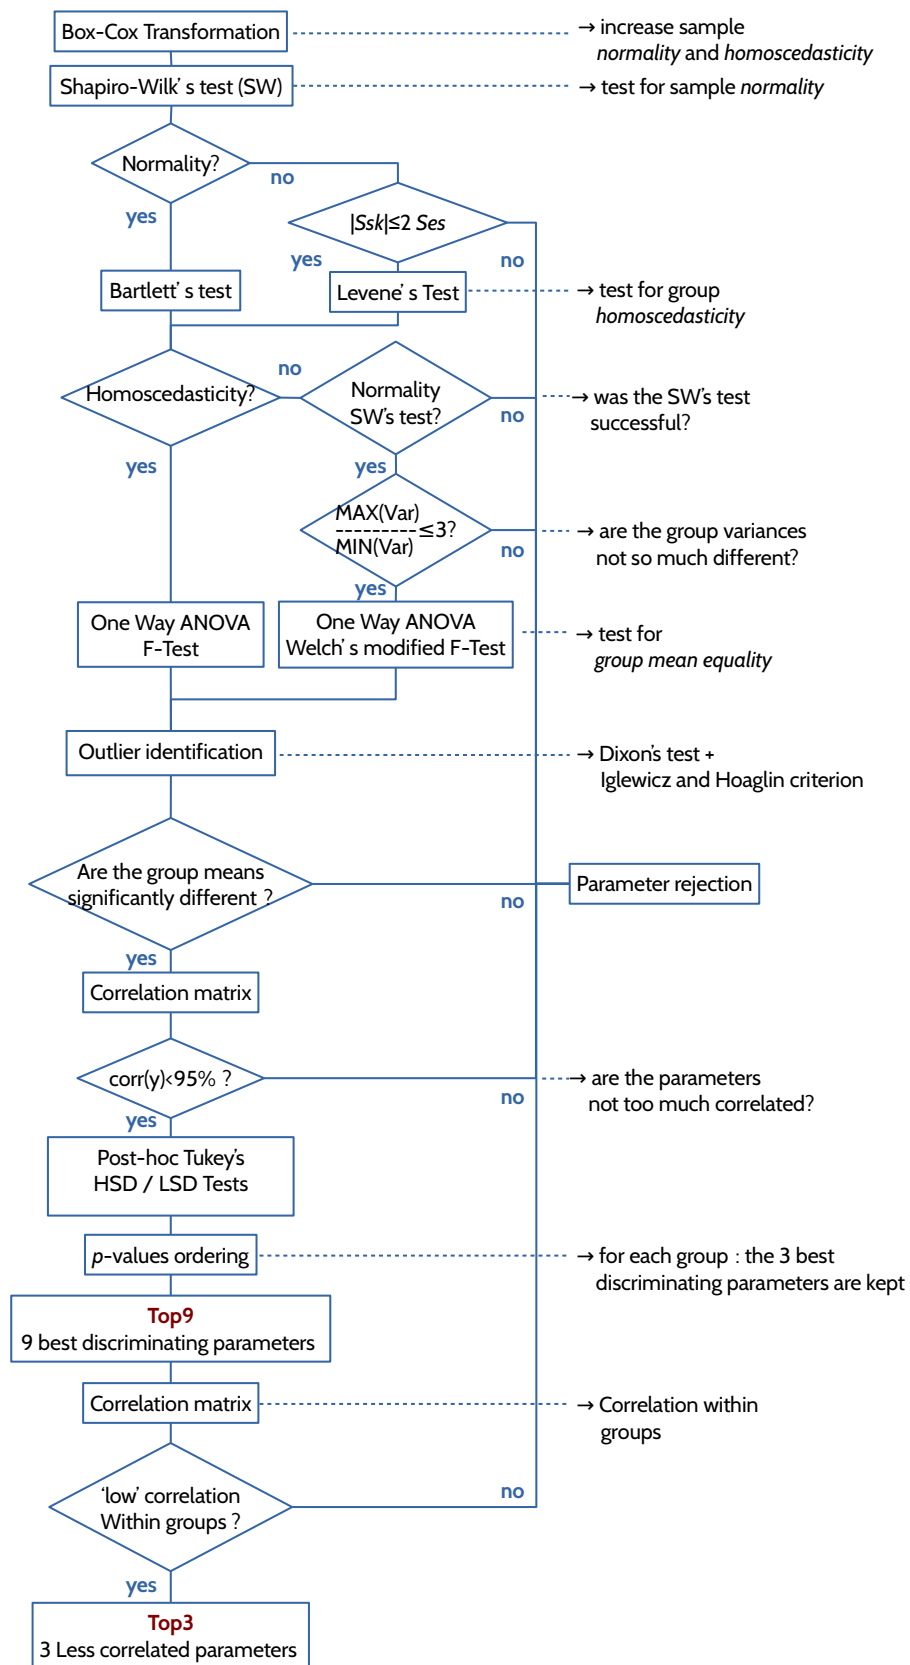 Box-Cox Transformation
→ increase sample
normality and homoscedasticity
Shapiro-Wilk' s test (SW)
→ test for sample normality
Normality?
no
yes
|Ssk|≤2 Ses
yes
no
Bartlett' s test
Levene' s Test
→ test for group
homoscedasticity
Homoscedasticity?
no
Normality
SW's test?
no
→ was the SW's test
successful?
yes
yes
MAX(Var)
----------
MIN(Var)
≤3?
no
→ are the group variances
not so much different?
yes
One Way ANOVA
F-Test
One Way ANOVA
Welch' s modified F-Test
→ test for
group mean equality
Outlier identification
→ Dixon's test +
Iglewicz and Hoaglin criterion
Are the group means
significantly different ?
no
Parameter rejection
yes
Correlation matrix
corr(y)<95% ?
no
→ are the parameters
not too much correlated?
yes
Post-hoc Tukey's
HSD / LSD Tests
p-values ordering
→ for each group : the 3 best
discriminating parameters are kept
Top9
9 best discriminating parameters
Correlation matrix
→ Correlation within
groups
'low' correlation
Within groups ?
no
yes
Top3
3 Less correlated parameters